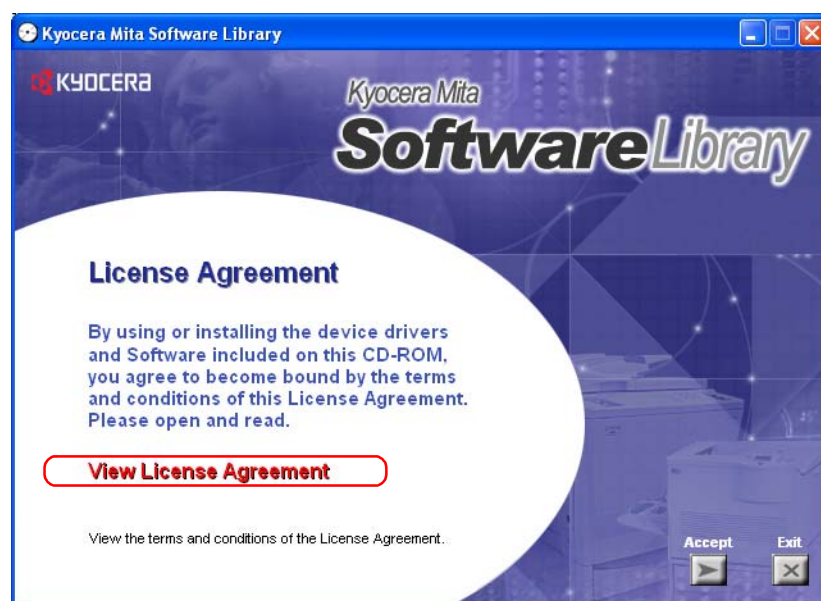 Kyocera Mita Software Library
KYOCERA
Kyocera Mita
Software Library
License Agreement
By using or installing the device drivers
and Software included on this CD-ROM,
you agree to become bound by the terms
and conditions of this License Agreement.
Please open and read.
View License Agreement
View the terms and conditions of the License Agreement.
Accept Exit